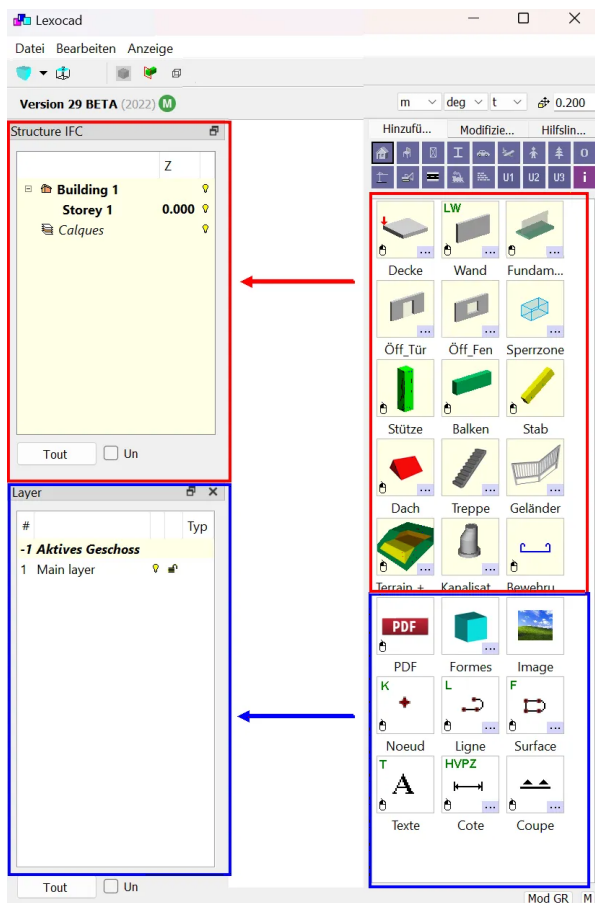 Lexocad
Datei Bearbeiten Anzeige
Version 29 BETA (2022) M
m deg t 0.200
Structure IFC
Z
Building 1
Storey 1 0.000
Calques
Tout Un
Layer
# Typ
-1 Aktives Geschoss
1 Main layer
Tout Un
Hinzufü... Modifizie... Hilfslin...
U1 U2 U3 i
LW
Decke Wand Fundam...
Öff_Tür Öff_Fen Sperrzone
Stütze Balken Stab
Dach Treppe Geländer
Terrain + Kanalisat Bewehru
PDF
PDF Formes Image
K L F
Noeud Ligne Surface
T HVPZ
A
Texte Cote Coupe
Mod GR M